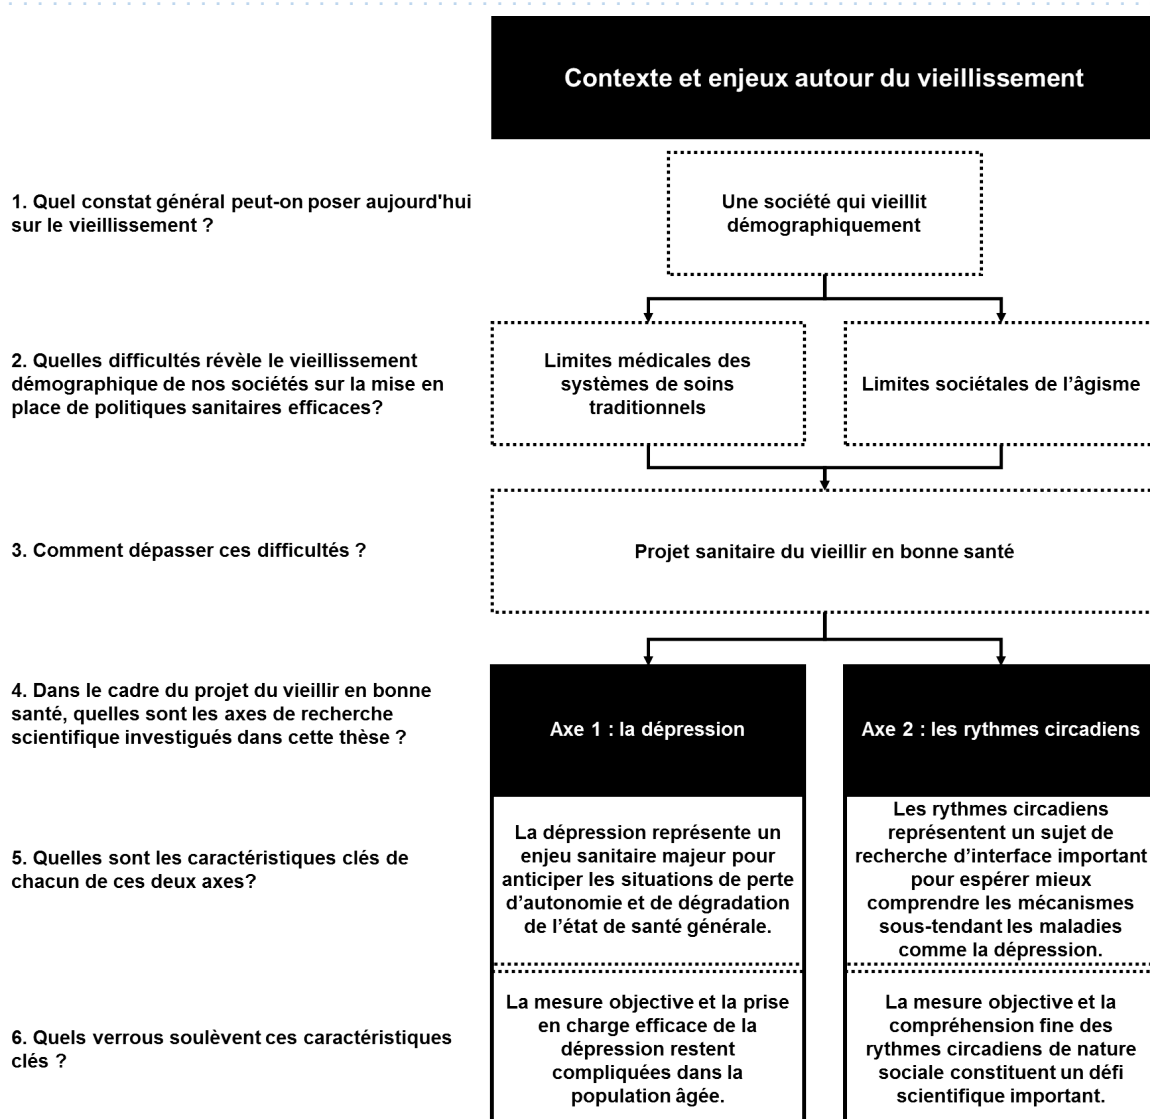 Contexte et enjeux autour du vieillissement
1. Quel constat général peut-on poser aujourd'hui
sur le vieillissement ?
Une société qui vieillit
démographiquement
2. Quelles difficultés révèle le vieillissement
démographique de nos sociétés sur la mise en
place de politiques sanitaires efficaces?
Limites médicales des
systèmes de soins
traditionnels
Limites sociétales de l'âgisme
3. Comment dépasser ces difficultés ?
Projet sanitaire du vieillir en bonne santé
4. Dans le cadre du projet du vieillir en bonne
santé, quelles sont les axes de recherche
scientifique investigués dans cette thèse ?
Axe 1 : la dépression
Axe 2 : les rythmes circadiens
5. Quelles sont les caractéristiques clés de
chacun de ces deux axes?
La dépression représente un
enjeu sanitaire majeur pour
anticiper les situations de perte
d'autonomie et de dégradation
de l'état de santé générale.
Les rythmes circadiens
représentent un sujet de
recherche d'interface important
pour espérer mieux
comprendre les mécanismes
sous-tendant les maladies
comme la dépression.
6. Quels verrous soulèvent ces caractéristiques
clés ?
La mesure objective et la prise
en charge efficace de la
dépression restent
compliquées dans la
population âgée.
La mesure objective et la
compréhension fine des
rythmes circadiens de nature
sociale constituent un défi
scientifique important.